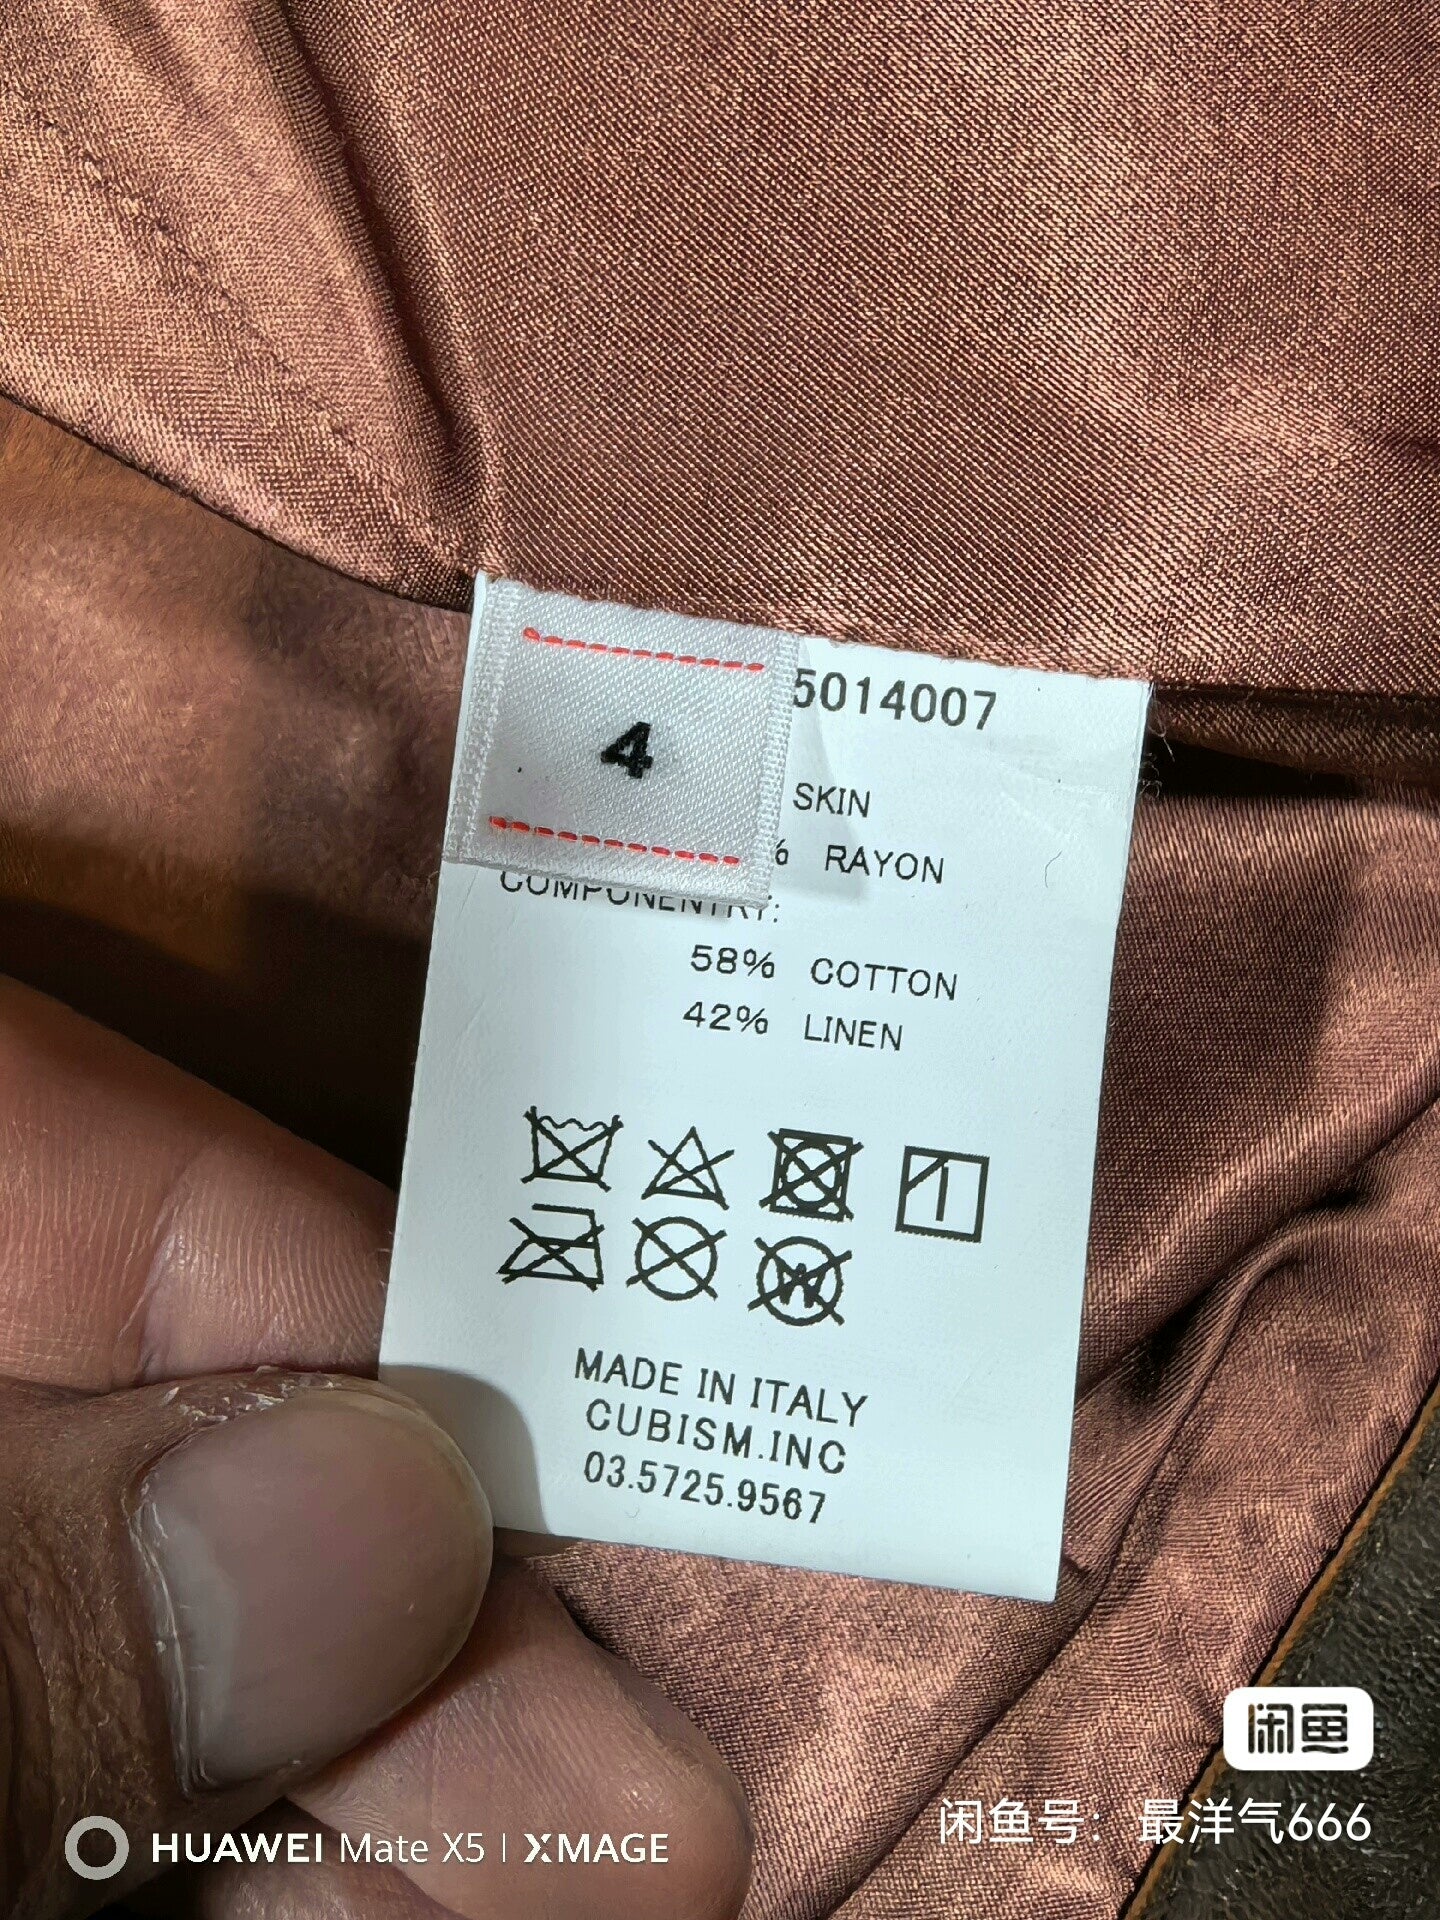 5014007
4
SKIN
% RAYON
COMPONENTRY:
58% COTTON
42% LINEN
W
MADE IN ITALY
CUBISM.INC
03.5725.9567
闲鱼
闲鱼号：最洋气666
HUAWEI Mate X5 | XMAGE